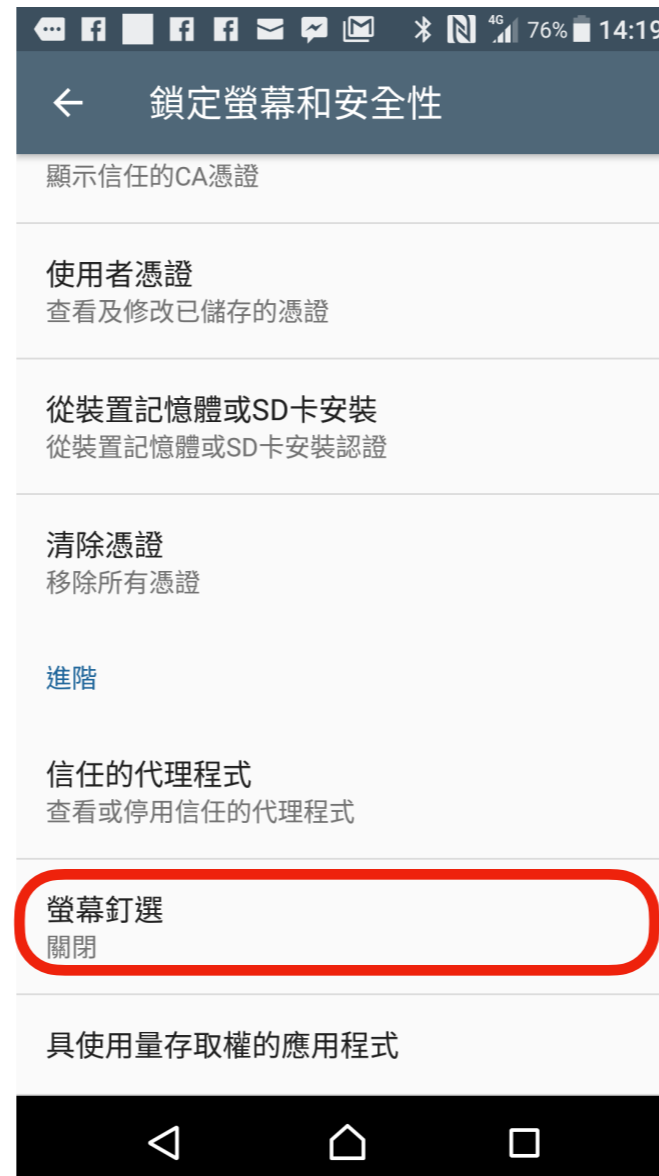 4G 76% 14:19
鎖定螢幕和安全性
顯示信任的CA憑證
使用者憑證
查看及修改已儲存的憑證
從裝置記憶體或SD卡安裝
從裝置記憶體或SD卡安裝認證
清除憑證
移除所有憑證
進階
信任的代理程式
查看或停用信任的代理程式
螢幕釘選
關閉
具使用量存取權的應用程式